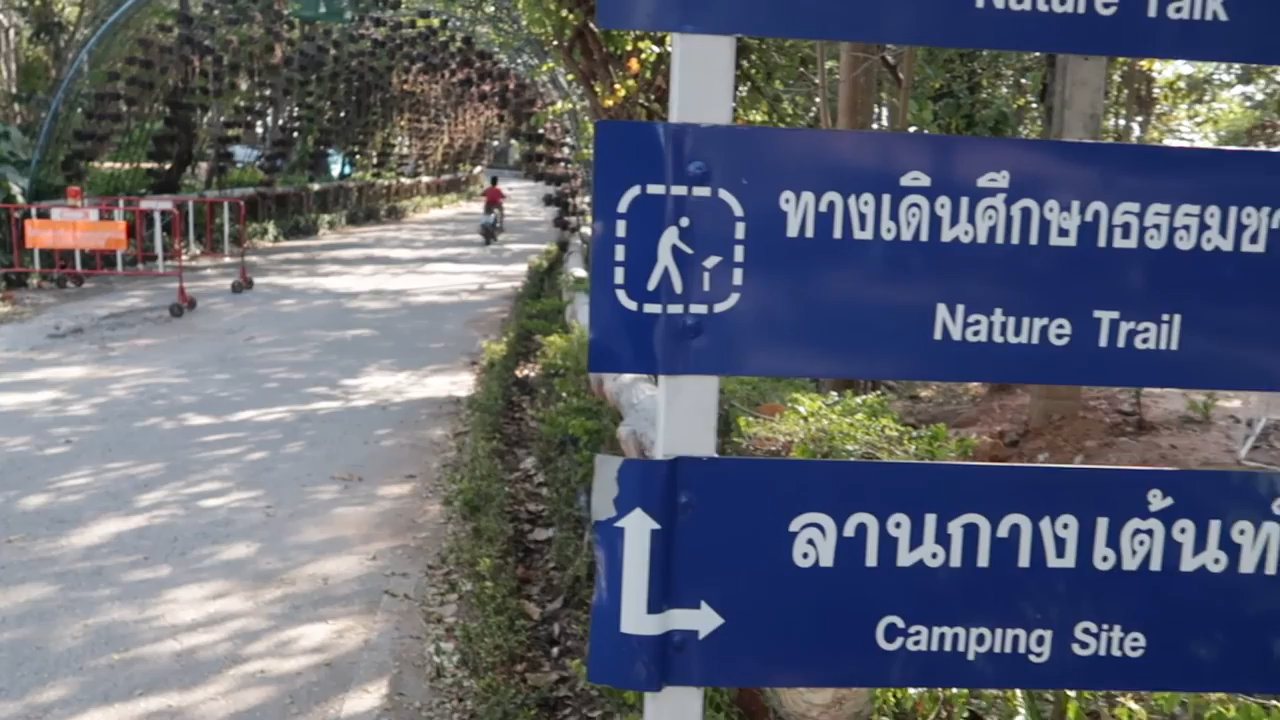 Nature Talk
ทางเดินศึกษาธรรมช
Nature Trail
ลานกางเต้นท์
Camping Site